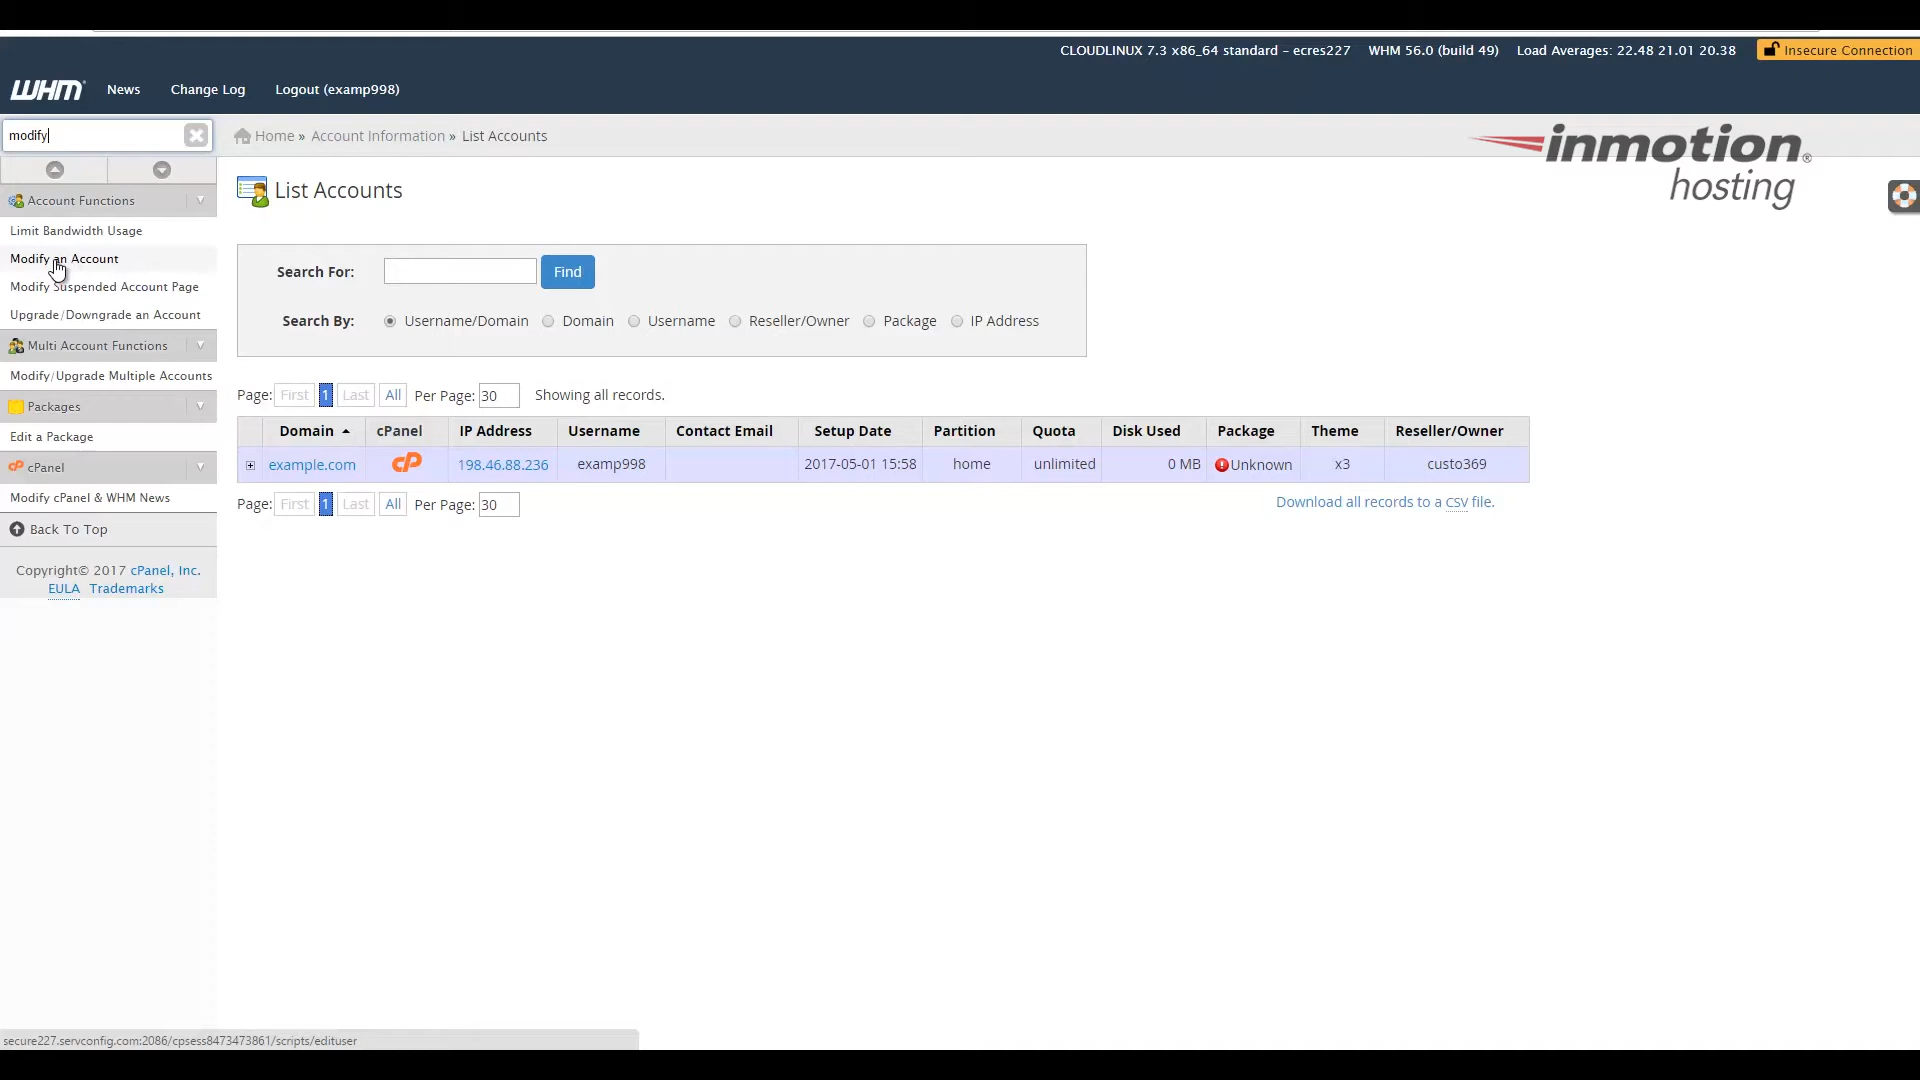 CLOUDLINUX 7.3 x86_64 standard – ecres227 WHM 56.0 (build 49) Load Averages: 22.48 21.01 20.38 Insecure Connection
WHM News Change Log Logout (examp998)
modify Home » Account Information » List Accounts
inmotion®
hosting
Account Functions
Limit Bandwidth Usage
Modify an Account
Modify Suspended Account Page
Upgrade/Downgrade an Account
Multi Account Functions
Modify/Upgrade Multiple Accounts
Packages
Edit a Package
cPanel
Modify cPanel & WHM News
Back To Top
Copyright© 2017 cPanel, Inc.
EULA Trademarks
List Accounts
Search For: Find
Search By: Username/Domain Domain Username Reseller/Owner Package IP Address
Page: First 1 Last All Per Page: 30 Showing all records.
Domain cPanel IP Address Username Contact Email Setup Date Partition Quota Disk Used Package Theme Reseller/Owner
example.com cP 198.46.88.236 examp998 2017-05-01 15:58 home unlimited 0 MB Unknown x3 custo369
Page: First 1 Last All Per Page: 30 Download all records to a CSV file.
secure227.servconfig.com:2086/cpsess8473473861/scripts/edituser